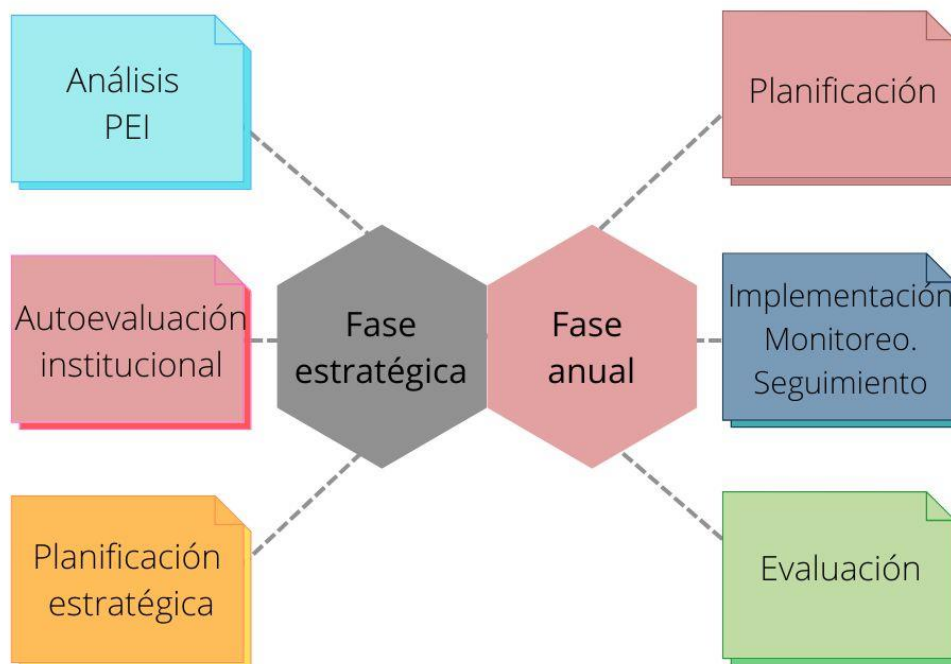 Análisis
PEI
Autoevaluación
institucional
Planificación
estratégica
Fase
estratégica
Fase
anual
Planificación
Implementación
Monitoreo.
Seguimiento
Evaluación